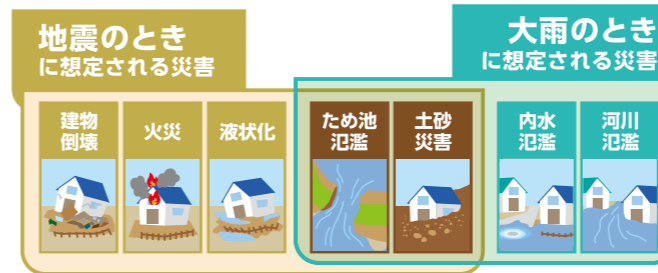 地震のとき
に想定される災害
大雨のとき
に想定される災害
建物
倒壊
火災
液状化
ため池
氾濫
土砂
災害
内水
氾濫
河川
氾濫